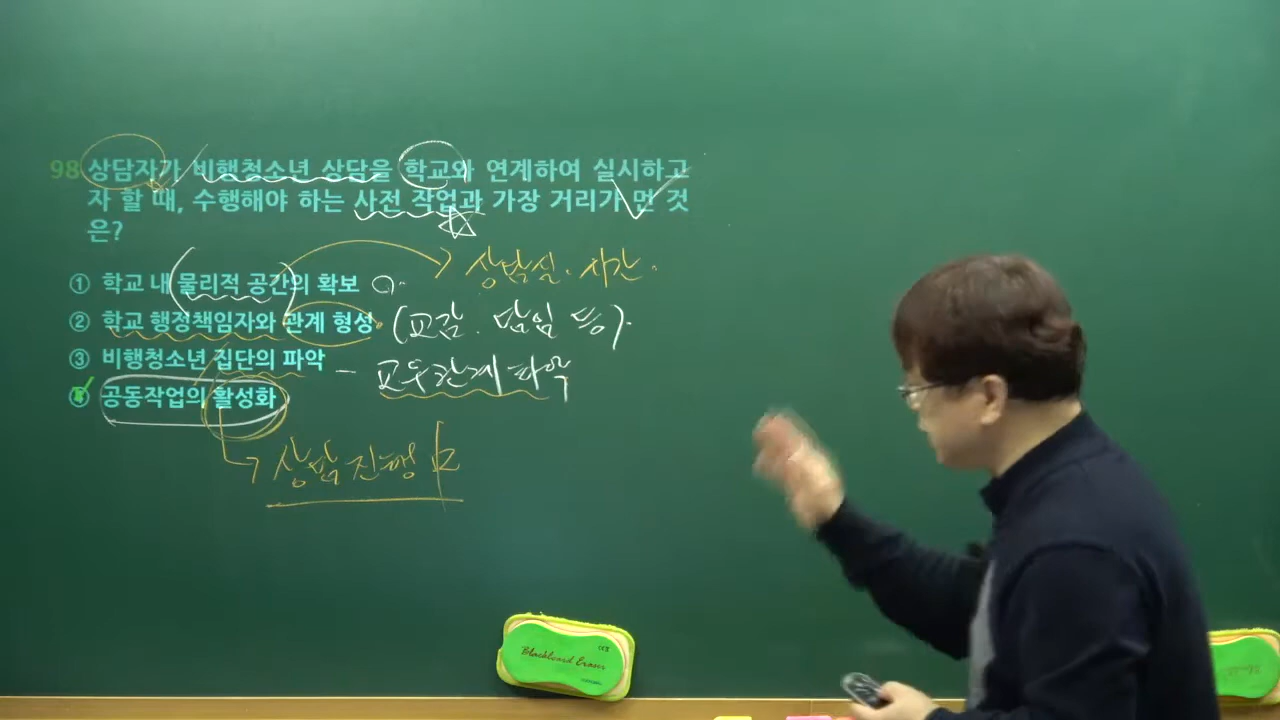 98 상담자가 비행청소년 상담을 학교와 연계하여 실시하고
자 할 때, 수행해야 하는 사전 작업과 가장 거리가 먼 것
은?
① 학교 내 물리적 공간의 확보
상담실. 시간.
② 학교 행정책임자와 관계 형성
(교감. 담임 등).
③ 비행청소년 집단의 파악
- 교우관계 파악
④ 공동작업의 활성화
→ 상담진행 中
Blackboard Eraser